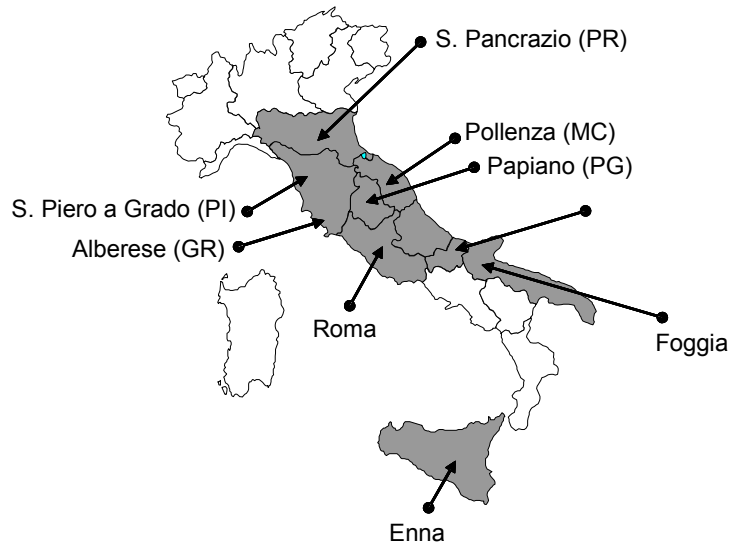 S. Pancrazio (PR)
Pollenza (MC)
Papiano (PG)
S. Piero a Grado (PI)
Alberese (GR)
Roma
Foggia
Enna